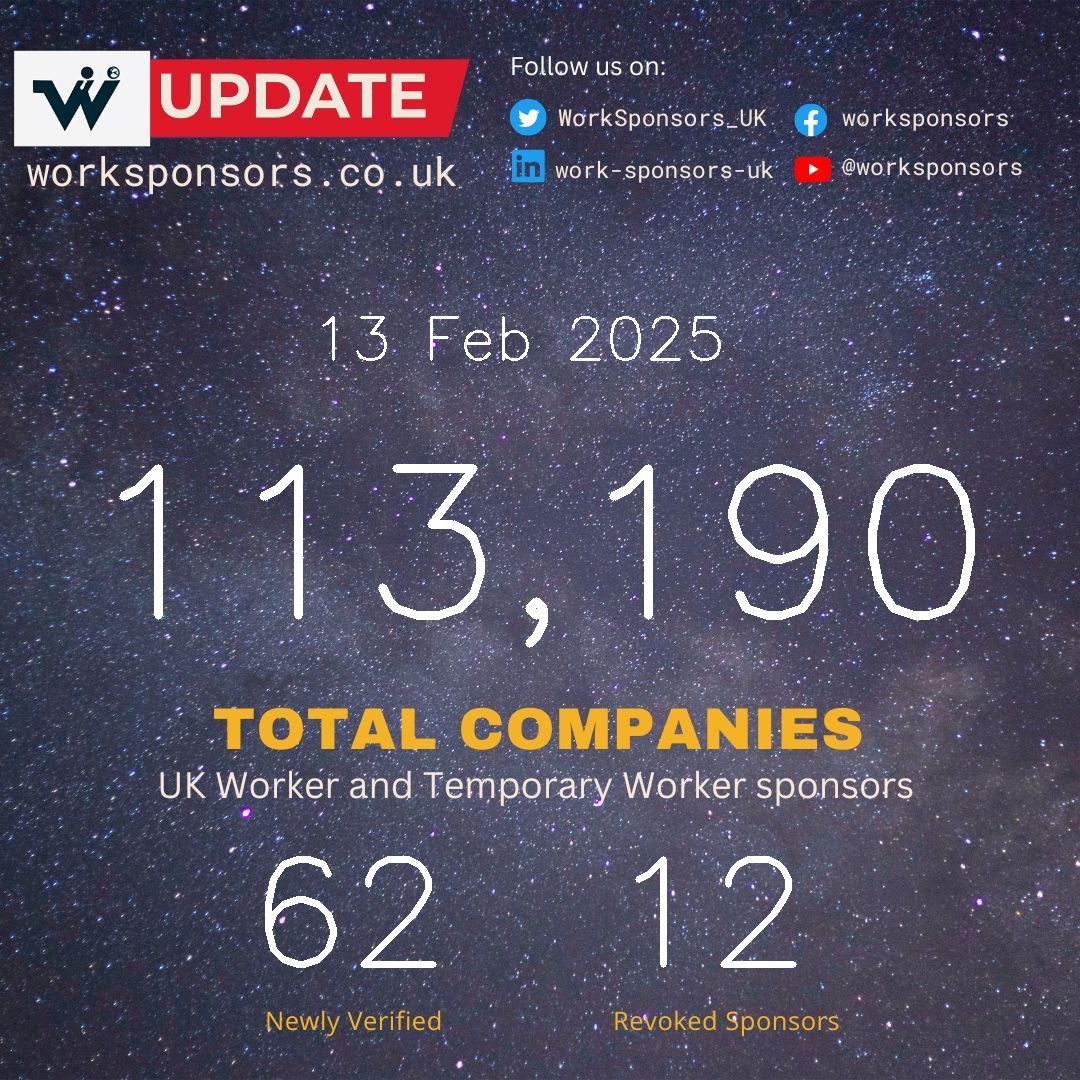 UPDATE
worksponsors.co.uk
Follow us on:
WorkSponsors_UK
worksponsors
work-sponsors-uk
@worksponsors
13 Feb 2025
113,190
TOTAL COMPANIES
UK Worker and Temporary Worker sponsors
62
12
Newly Verified
Revoked Sponsors